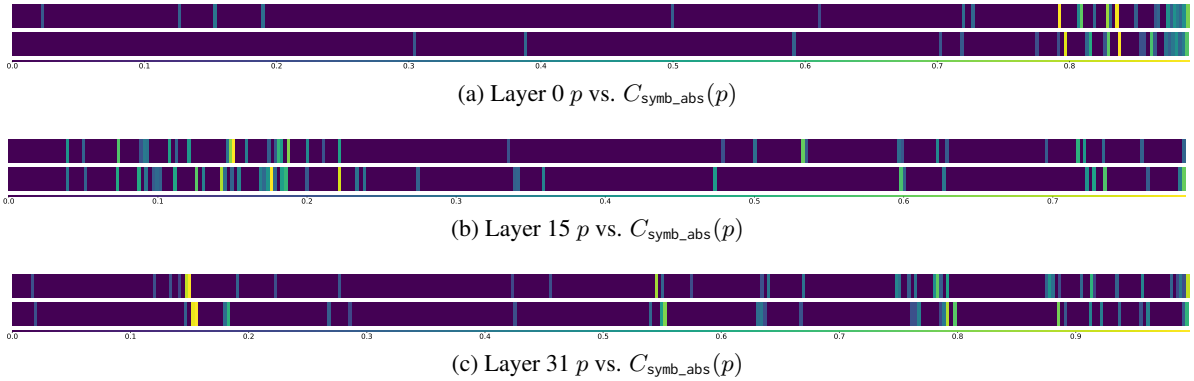 0.0 0.1 0.2 0.3 0.4 0.5 0.6 0.7 0.8
(a) Layer 0 p vs. C_symb_abs(p)
0.0 0.1 0.2 0.3 0.4 0.5 0.6 0.7
(b) Layer 15 p vs. C_symb_abs(p)
0.0 0.1 0.2 0.3 0.4 0.5 0.6 0.7 0.8 0.9
(c) Layer 31 p vs. C_symb_abs(p)